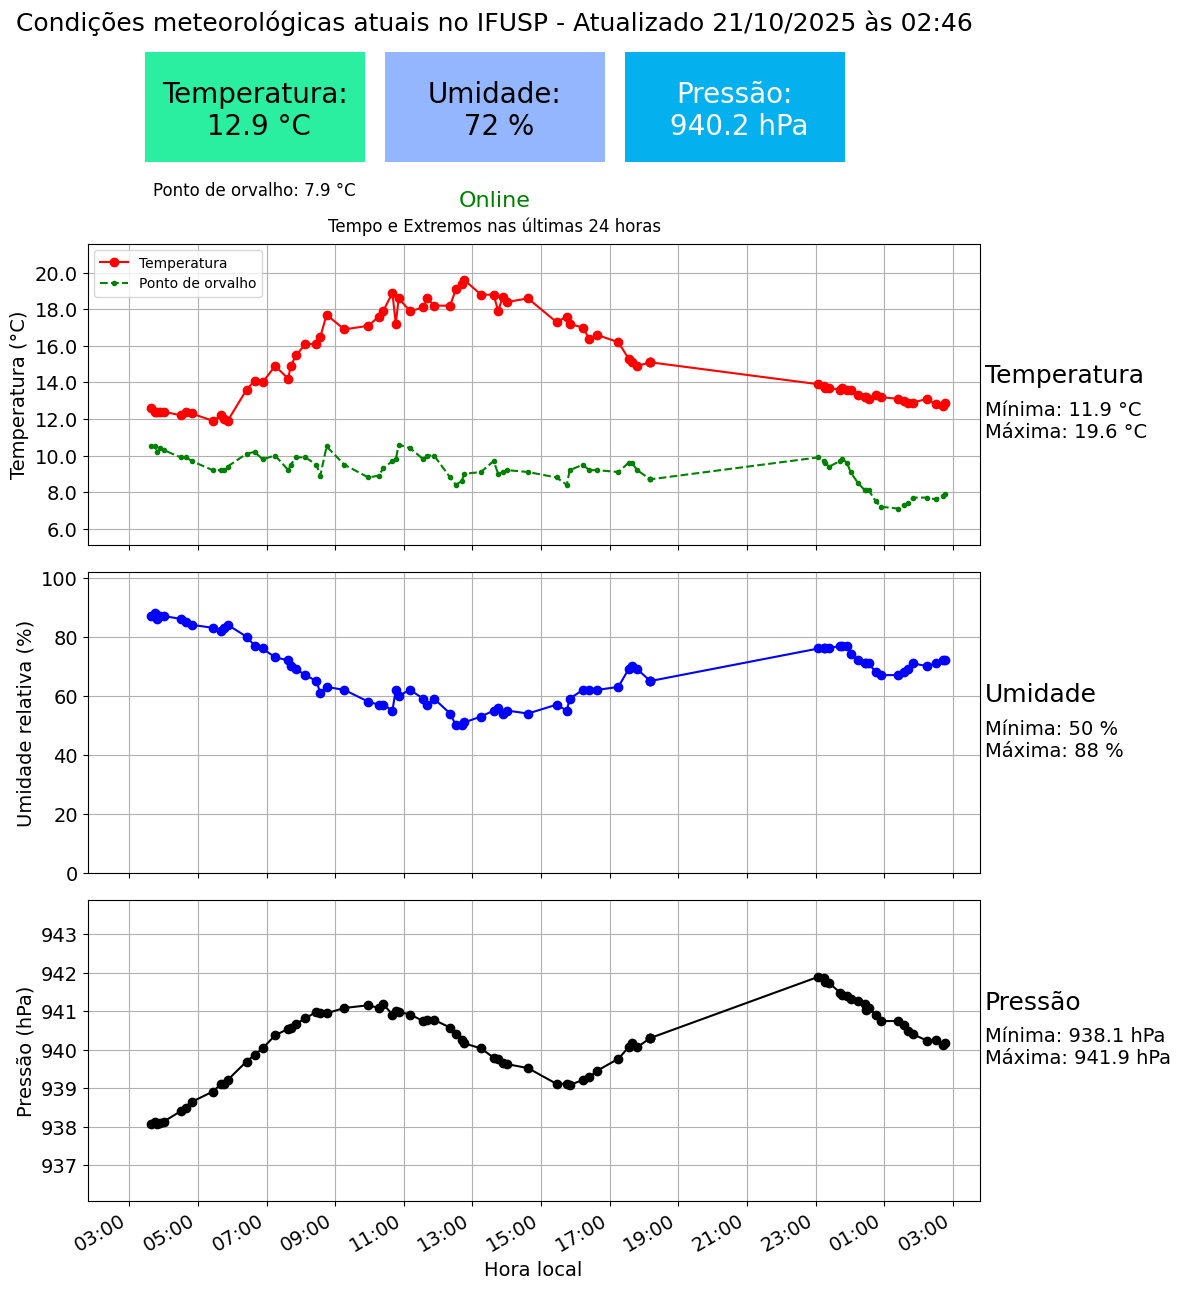 Condições meteorológicas atuais no IFUSP - Atualizado 21/10/2025 às 02:46
Temperatura:
12.9 °C
Umidade:
72 %
Pressão:
940.2 hPa
Ponto de orvalho: 7.9 °C
Online
Tempo e Extremos nas últimas 24 horas
Temperatura
Ponto de orvalho
20.0
18.0
16.0
14.0
12.0
10.0
8.0
6.0
Temperatura (°C)
Temperatura
Mínima: 11.9 °C
Máxima: 19.6 °C
100
80
60
40
20
0
Umidade relativa (%)
Umidade
Mínima: 50 %
Máxima: 88 %
943
942
941
940
939
938
937
Pressão (hPa)
Pressão
Mínima: 938.1 hPa
Máxima: 941.9 hPa
03:00
05:00
07:00
09:00
11:00
13:00
15:00
17:00
19:00
21:00
23:00
01:00
03:00
Hora local